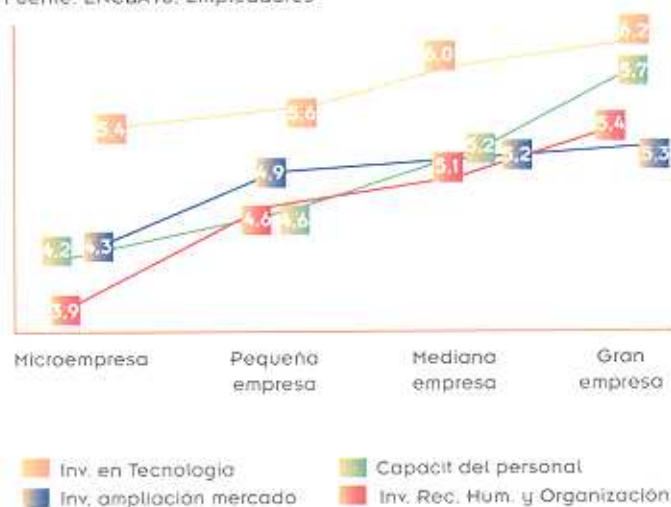 6,2
6,0
5,7
5,4
5,6
5,4
4,9
5,2
5,2
5,3
5,1
4,2
4,3
4,6
4,6
3,9
Microempresa
Pequeña empresa
Mediana empresa
Gran empresa
Inv. en Tecnología
Capacit del personal
Inv. ampliación mercado
Inv. Rec. Hum. y Organización